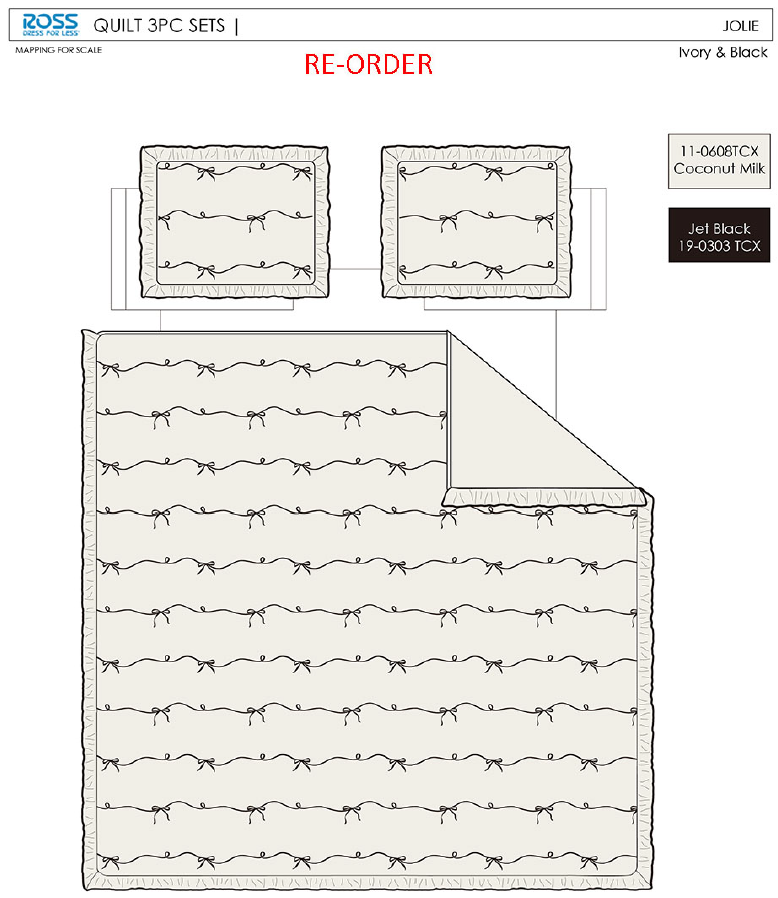 ROSS
DRESS FOR LESS
QUILT 3PC SETS |
JOLIE
MAPPING FOR SCALE
Ivory & Black
RE-ORDER
11-0608TCX
Coconut Milk
Jet Black
19-0303 TCX